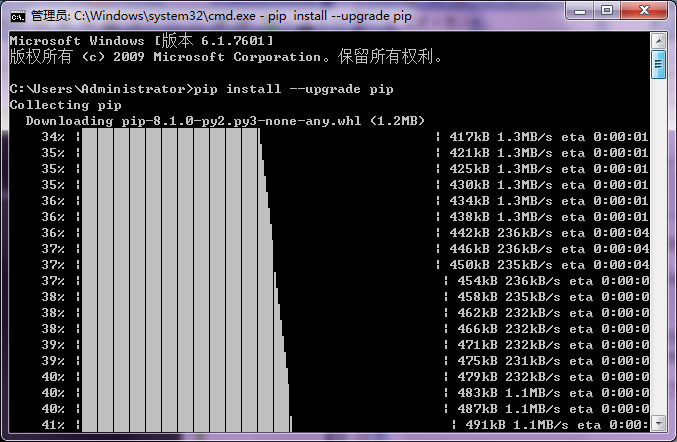 管理员: C:\Windows\system32\cmd.exe - pip  install --upgrade pip
Microsoft Windows [版本 6.1.7601]
版权所有 (c) 2009 Microsoft Corporation。保留所有权利。
C:\Users\Administrator>pip install --upgrade pip
Collecting pip
  Downloading pip-8.1.0-py2.py3-none-any.whl (1.2MB)
34% | | 417kB 1.3MB/s eta 0:00:01
35% | | 421kB 1.3MB/s eta 0:00:01
35% | | 425kB 1.3MB/s eta 0:00:01
35% | | 430kB 1.3MB/s eta 0:00:01
36% | | 434kB 1.3MB/s eta 0:00:01
36% | | 438kB 1.3MB/s eta 0:00:01
36% | | 442kB 236kB/s eta 0:00:04
37% | | 446kB 236kB/s eta 0:00:04
37% | | 450kB 235kB/s eta 0:00:04
37% | | 454kB 236kB/s eta 0:00:0
38% | | 458kB 235kB/s eta 0:00:0
38% | | 462kB 232kB/s eta 0:00:0
38% | | 466kB 232kB/s eta 0:00:0
39% | | 471kB 232kB/s eta 0:00:0
39% | | 475kB 231kB/s eta 0:00:0
40% | | 479kB 232kB/s eta 0:00:0
40% | | 483kB 1.1MB/s eta 0:00:0
40% | | 487kB 1.1MB/s eta 0:00:0
41% | | 491kB 1.1MB/s eta 0:00: